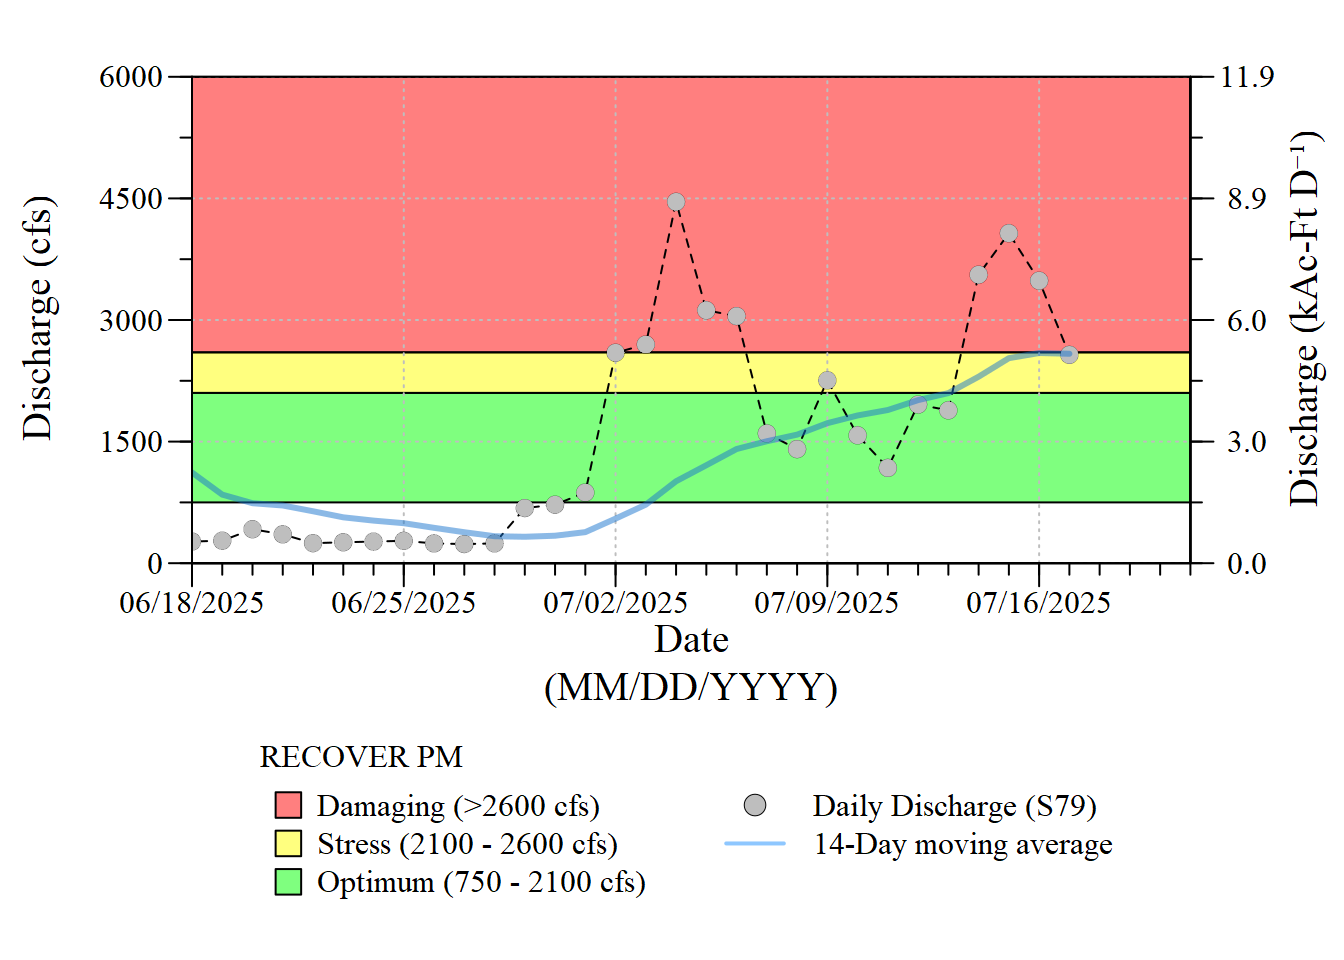 6000
4500
3000
1500
0
Discharge (cfs)
11.9
8.9
6.0
3.0
0.0
Discharge (kAc-Ft D⁻¹)
06/18/2025 06/25/2025 07/02/2025 07/09/2025 07/16/2025
Date
(MM/DD/YYYY)
RECOVER PM
Damaging (>2600 cfs)
Stress (2100 - 2600 cfs)
Optimum (750 - 2100 cfs)
Daily Discharge (S79)
14-Day moving average